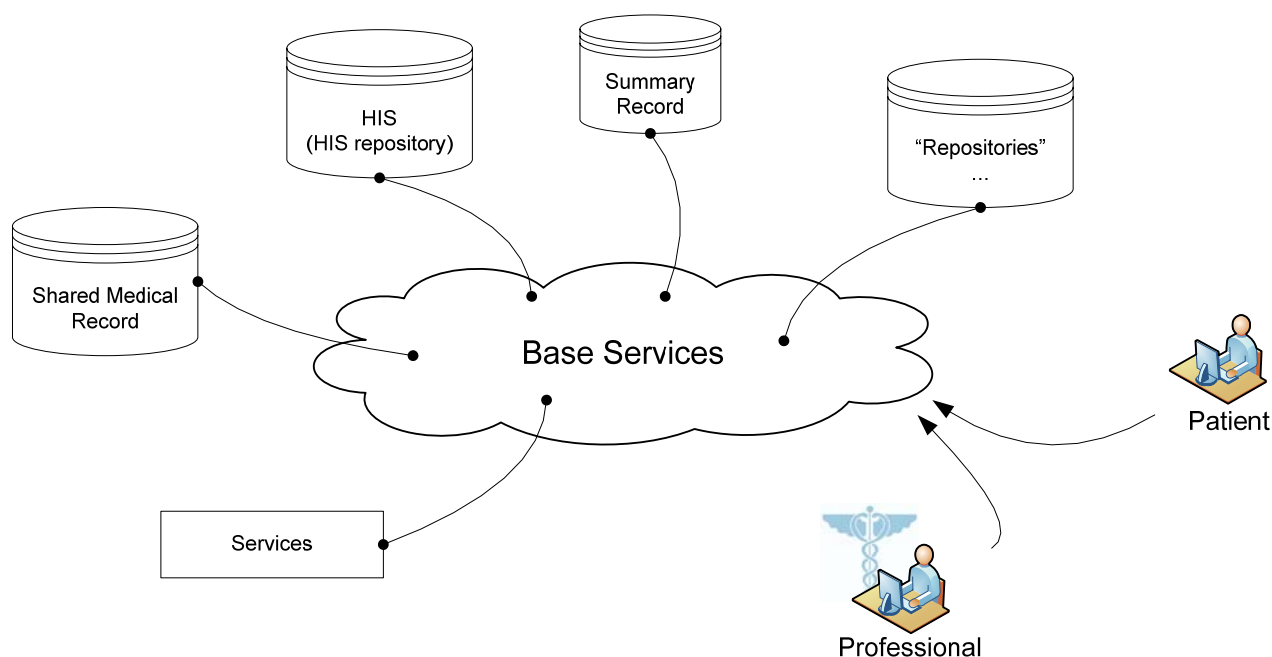 Summary
Record
HIS
(HIS repository)
“Repositories”
...
Shared Medical
Record
Base Services
Patient
Services
Professional